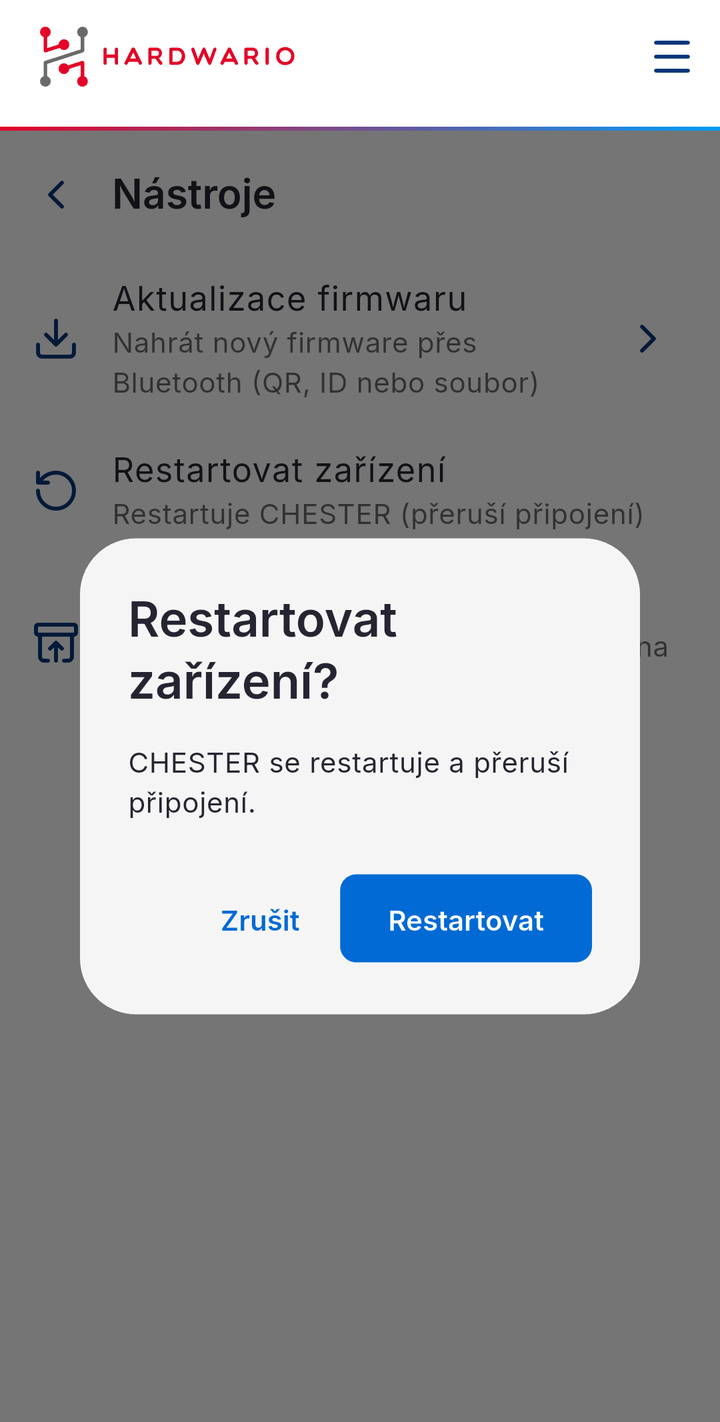 HARDWARIO
Nástroje
Aktualizace firmwaru
Nahrát nový firmware přes
Bluetooth (QR, ID nebo soubor)
Restartovat zařízení
Restartuje CHESTER (přeruší připojení)
Restartovat
zařízení?
CHESTER se restartuje a přeruší
připojení.
Zrušit
Restartovat